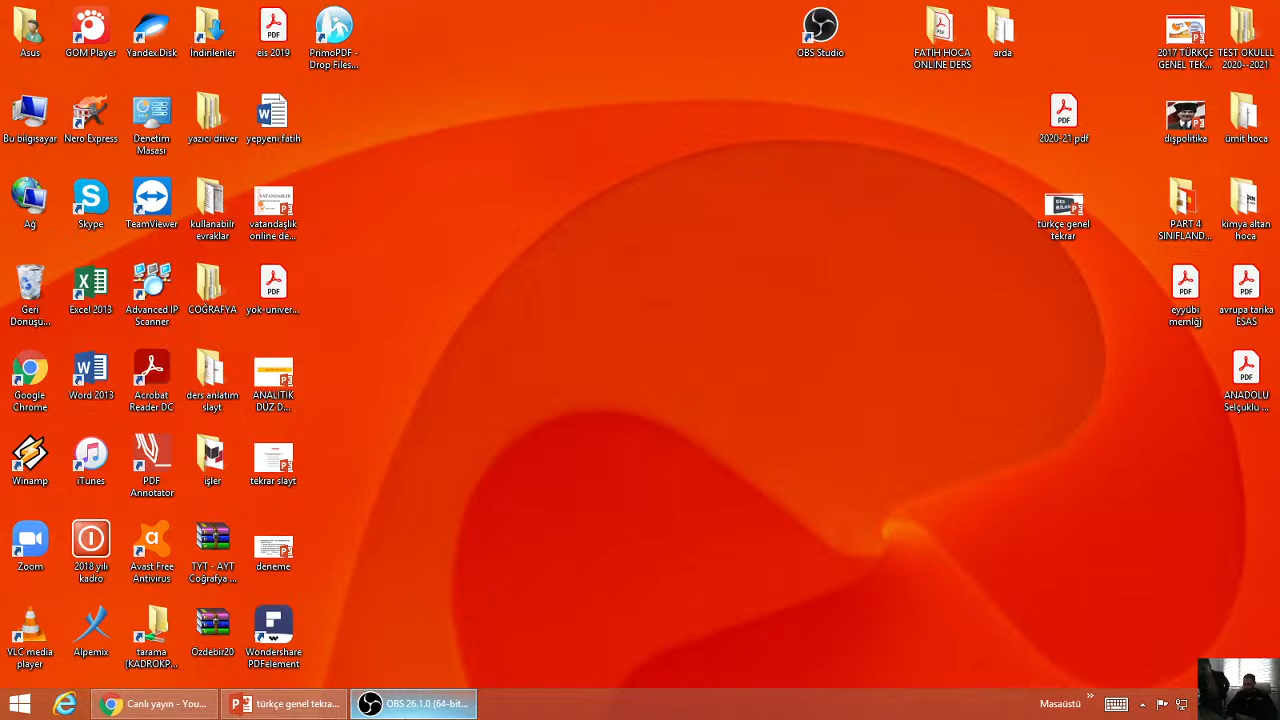 Asus
GOM Player
Yandex.Disk
İndirilenler
eis 2019
PrimoPDF -
Drop Files...
OBS Studio
FATİH HOCA
ONLİNE DERS
arda
2017 TÜRKÇE
GENEL TEK...
TEST OKULLL
2020--2021
Bu bilgisayar
Nero Express
Denetim
Masası
yazıcı driver
yepyeni fatih
2020-21 pdf
dışpolitika
ümit hoca
Ağ
Skype
TeamViewer
kullanabilr
evraklar
vatandaşlık
online de...
türkçe genel
tekrar
PART 4
SINIFLAND...
kimya altan
hoca
Geri
Dönüşü...
Excel 2013
Advanced IP
Scanner
COĞRAFYA
yok-univer...
eyyübi
memlğj
avrupa tarika
ESAS
Google
Chrome
Word 2013
Acrobat
Reader DC
ders anlatım
slayt
ANALİTİK
DÜZ D...
ANADOLU
Selçuklu ...
Winamp
iTunes
PDF
Annotator
işler
tekrar slayt
Zoom
2018 yılı
kadro
Avast Free
Antivirus
TYT - AYT
Coğrafya ...
deneme
VLC media
player
Alpemix
tarama
(KADROKP...
Özdebir20
Wondershare
PDFelement
Canlı yayın - You...
türkçe genel tekra...
OBS 26.1.0 (64-bit...
Masaüstü